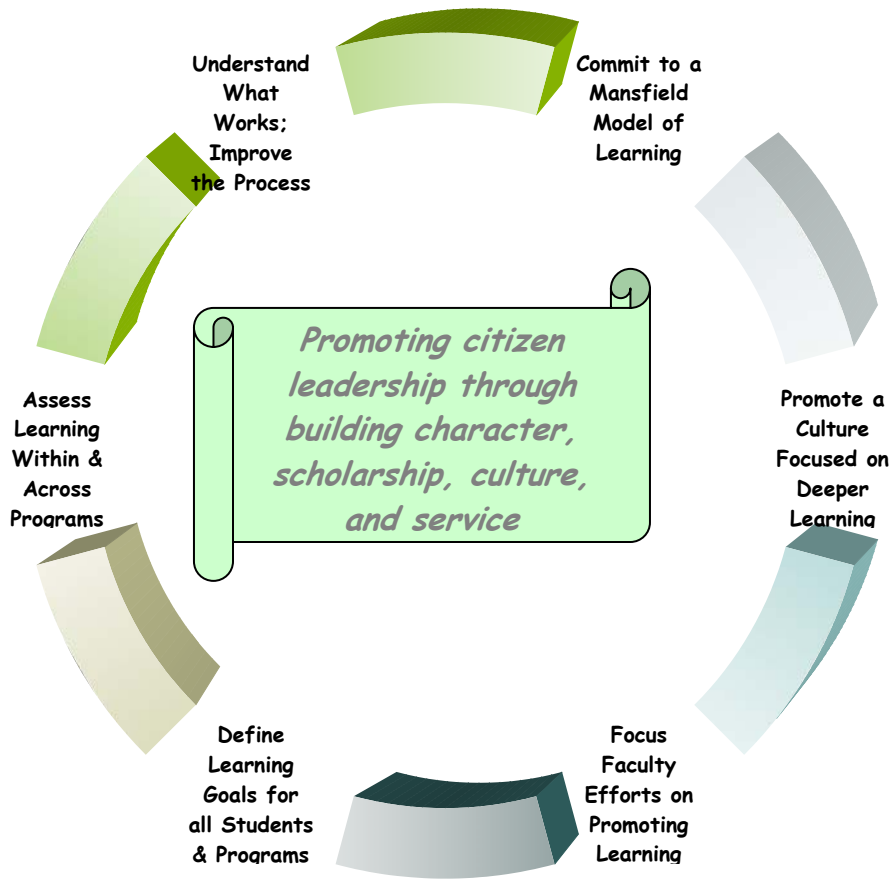 Understand
What
Works;
Improve
the Process
Commit to a
Mansfield
Model of
Learning
Promote a
Culture
Focused on
Deeper
Learning
Focus
Faculty
Efforts on
Promoting
Learning
Define
Learning
Goals for
all Students
& Programs
Assess
Learning
Within &
Across
Programs
Promoting citizen
leadership through
building character,
scholarship, culture,
and service